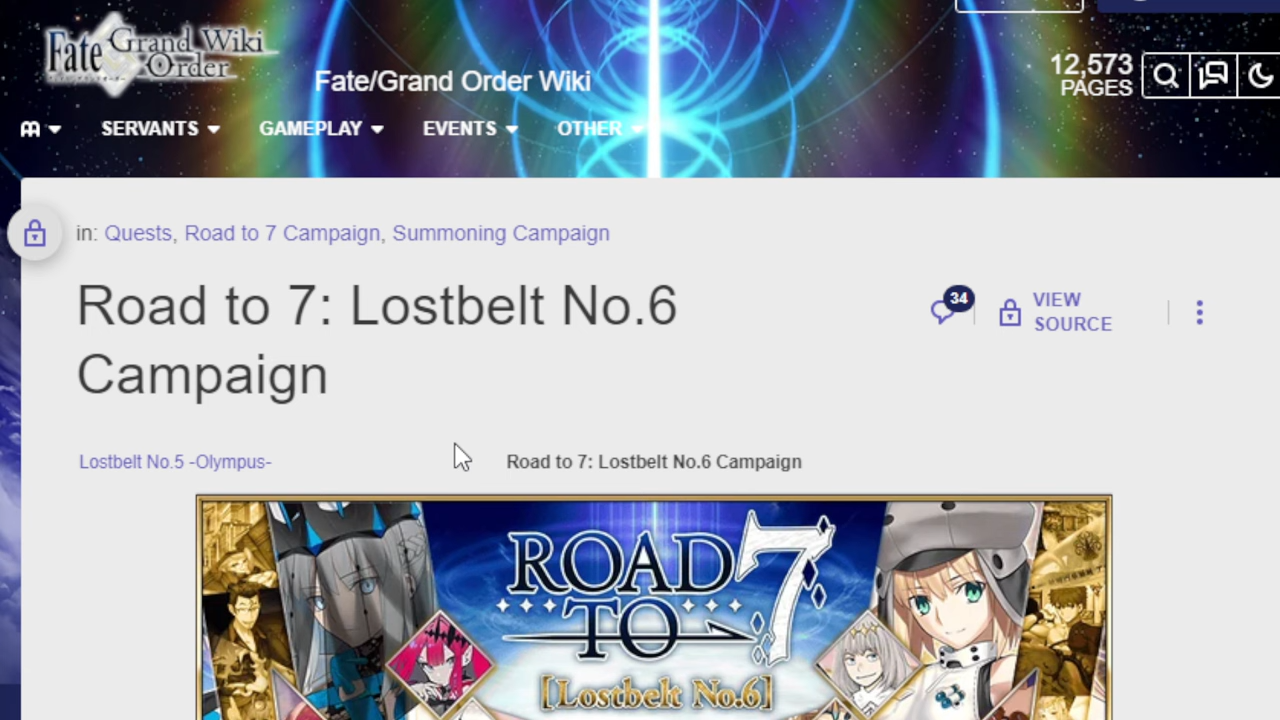 Fate Grand Wiki
Order
Fate/Grand Order Wiki
12,573
PAGES
SERVANTS
GAMEPLAY
EVENTS
OTHER
in: Quests, Road to 7 Campaign, Summoning Campaign
Road to 7: Lostbelt No.6
Campaign
34
VIEW
SOURCE
Lostbelt No.5 -Olympus-
Road to 7: Lostbelt No.6 Campaign
ROAD
TO 7
[Lostbelt No.6]